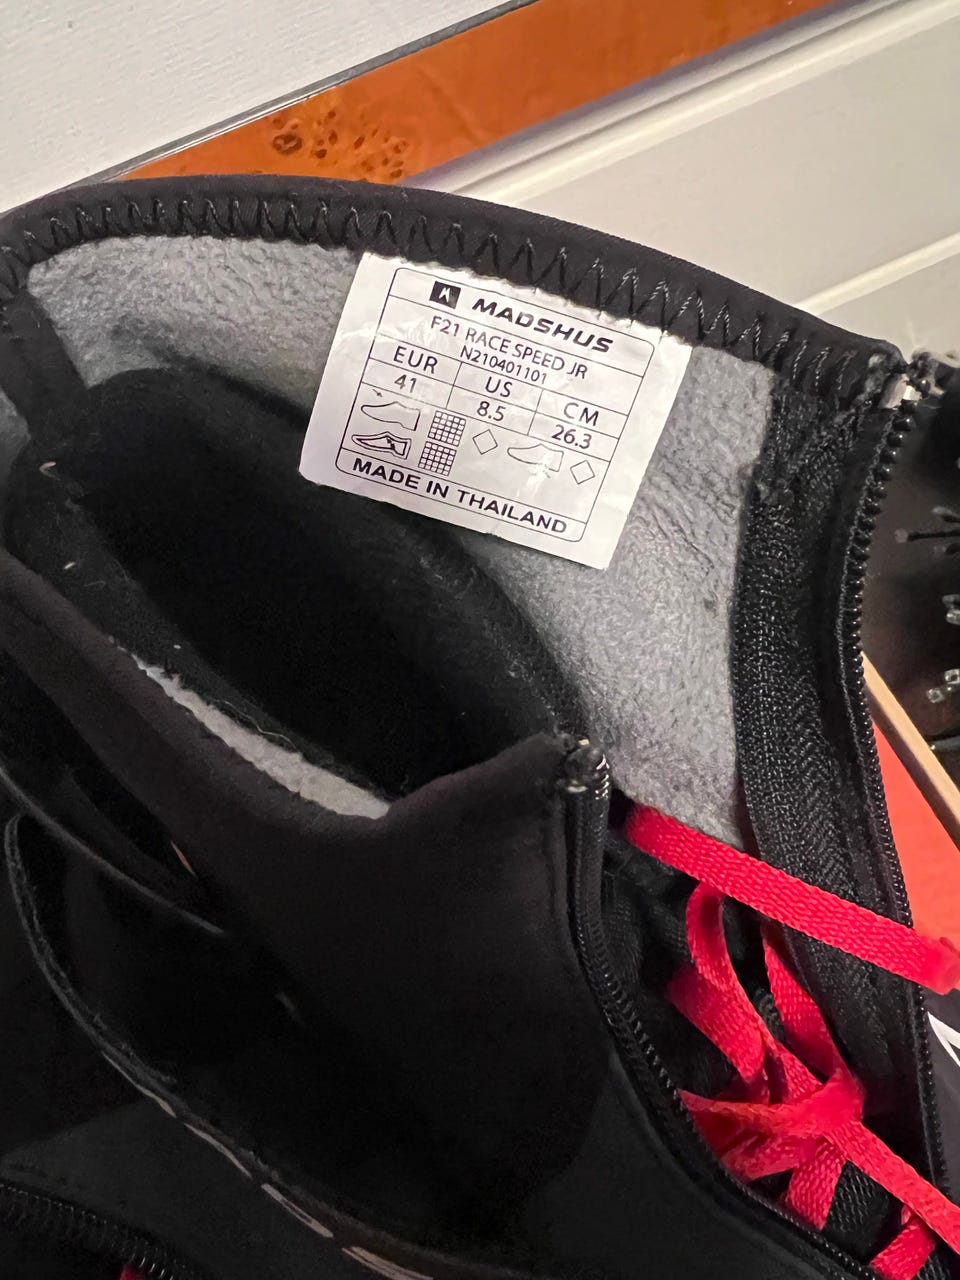 MADSHUS
F21 RACE SPEED JR
N210401101
EUR US CM
41 8.5 26.3
MADE IN THAILAND